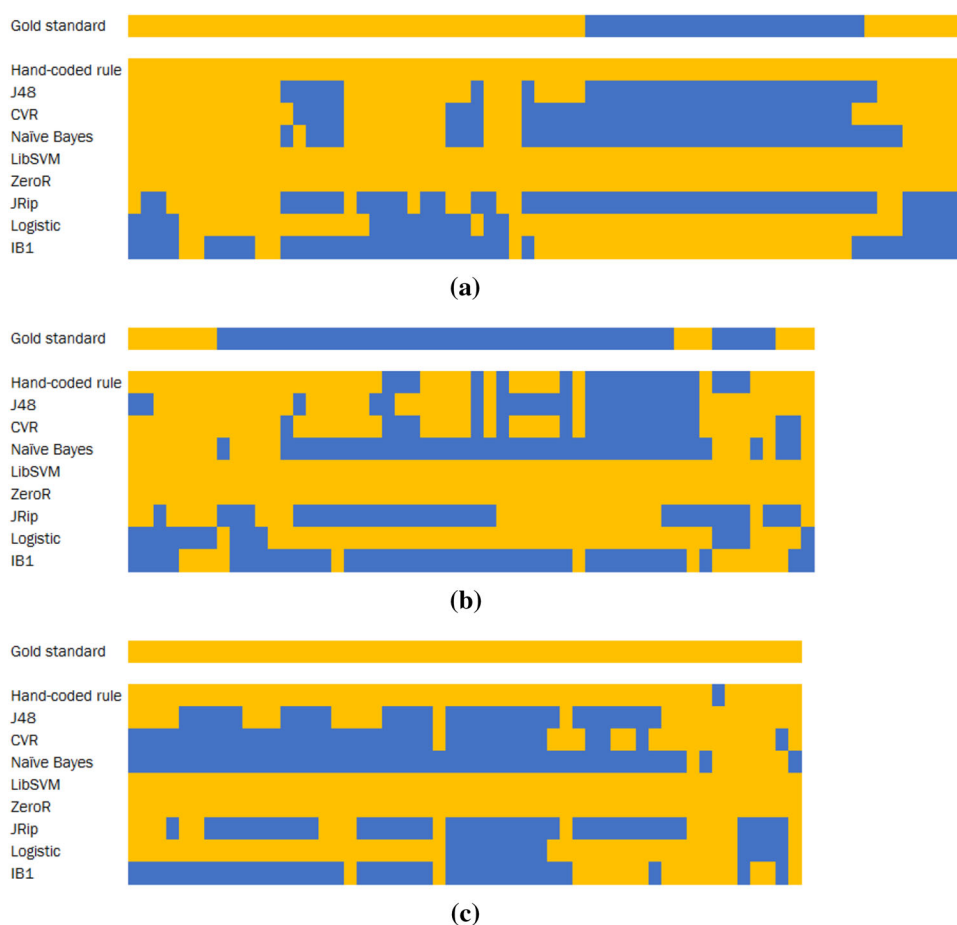 Gold standard
Hand-coded rule
J48
CVR
Naïve Bayes
LibSVM
ZeroR
JRip
Logistic
IB1
(a)
Gold standard
Hand-coded rule
J48
CVR
Naïve Bayes
LibSVM
ZeroR
JRip
Logistic
IB1
(b)
Gold standard
Hand-coded rule
J48
CVR
Naïve Bayes
LibSVM
ZeroR
JRip
Logistic
IB1
(c)